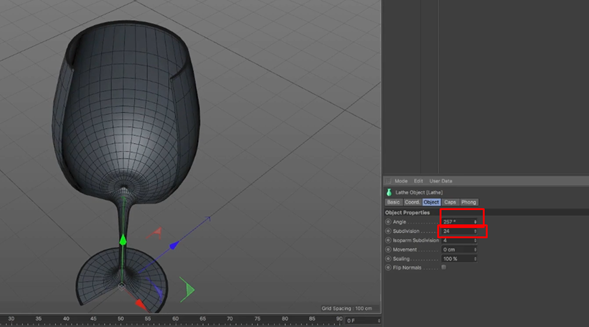 Mode Edit User Data
Lathe Object [Lathe]
Basic Coord. Object Caps Phong
Object Properties
Angle 257 °
Subdivision 24
Isoparm Subdivision 4
Movement 0 cm
Scaling 100 %
Flip Normals
Grid Spacing : 100 cm
30 35 40 45 50 55 60 65 70 75 80 85 90 0 F